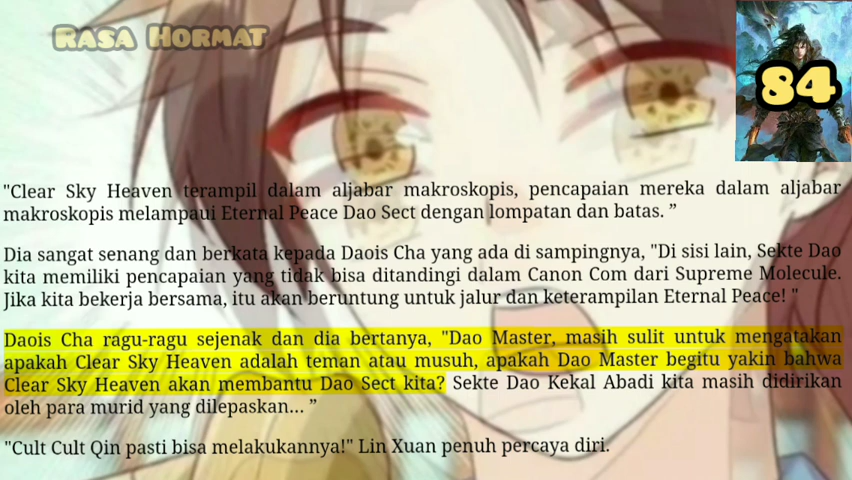 Rasa Hormat
84
"Clear Sky Heaven terampil dalam aljabar makroskopis, pencapaian mereka dalam aljabar
makroskopis melampaui Eternal Peace Dao Sect dengan lompatan dan batas. ”
Dia sangat senang dan berkata kepada Daois Cha yang ada di sampingnya, "Di sisi lain, Sekte Dao
kita memiliki pencapaian yang tidak bisa ditandingi dalam Canon Com dari Supreme Molecule.
Jika kita bekerja bersama, itu akan beruntung untuk jalur dan keterampilan Eternal Peace! "
Daois Cha ragu-ragu sejenak dan dia bertanya, "Dao Master, masih sulit untuk mengatakan
apakah Clear Sky Heaven adalah teman atau musuh, apakah Dao Master begitu yakin bahwa
Clear Sky Heaven akan membantu Dao Sect kita? Sekte Dao Kekal Abadi kita masih didirikan
oleh para murid yang dilepaskan... ”
"Cult Cult Qin pasti bisa melakukannya!" Lin Xuan penuh percaya diri.